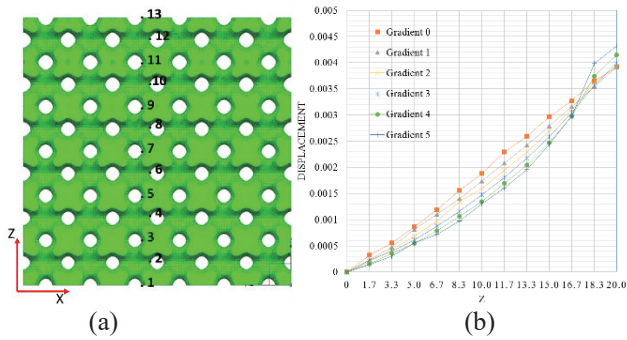 .13
.12
.11
.10
.9
.8
.7
.6
.5
.4
.3
.2
.1
Z
X
(a)
0.005
0.0045
0.004
0.0035
0.003
0.0025
0.002
0.0015
0.001
0.0005
0
DISPLACEMENT
Gradient 0
Gradient 1
Gradient 2
Gradient 3
Gradient 4
Gradient 5
0 1.7 3.3 5.0 6.7 8.3 10.0 11.7 13.3 15.0 16.7 18.3 20.0
Z
(b)